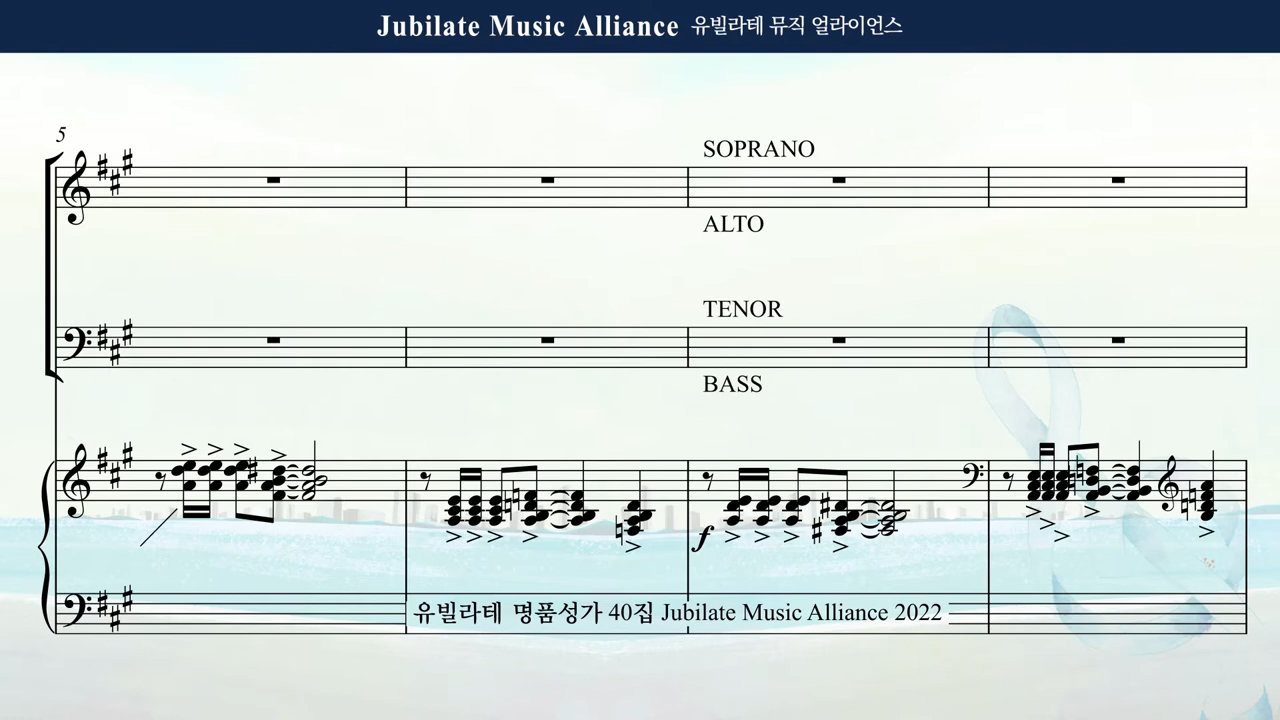 Jubilate Music Alliance 유빌라테 뮤직 얼라이언스
5
SOPRANO
ALTO
TENOR
BASS
f
유빌라테 명품성가 40집 Jubilate Music Alliance 2022